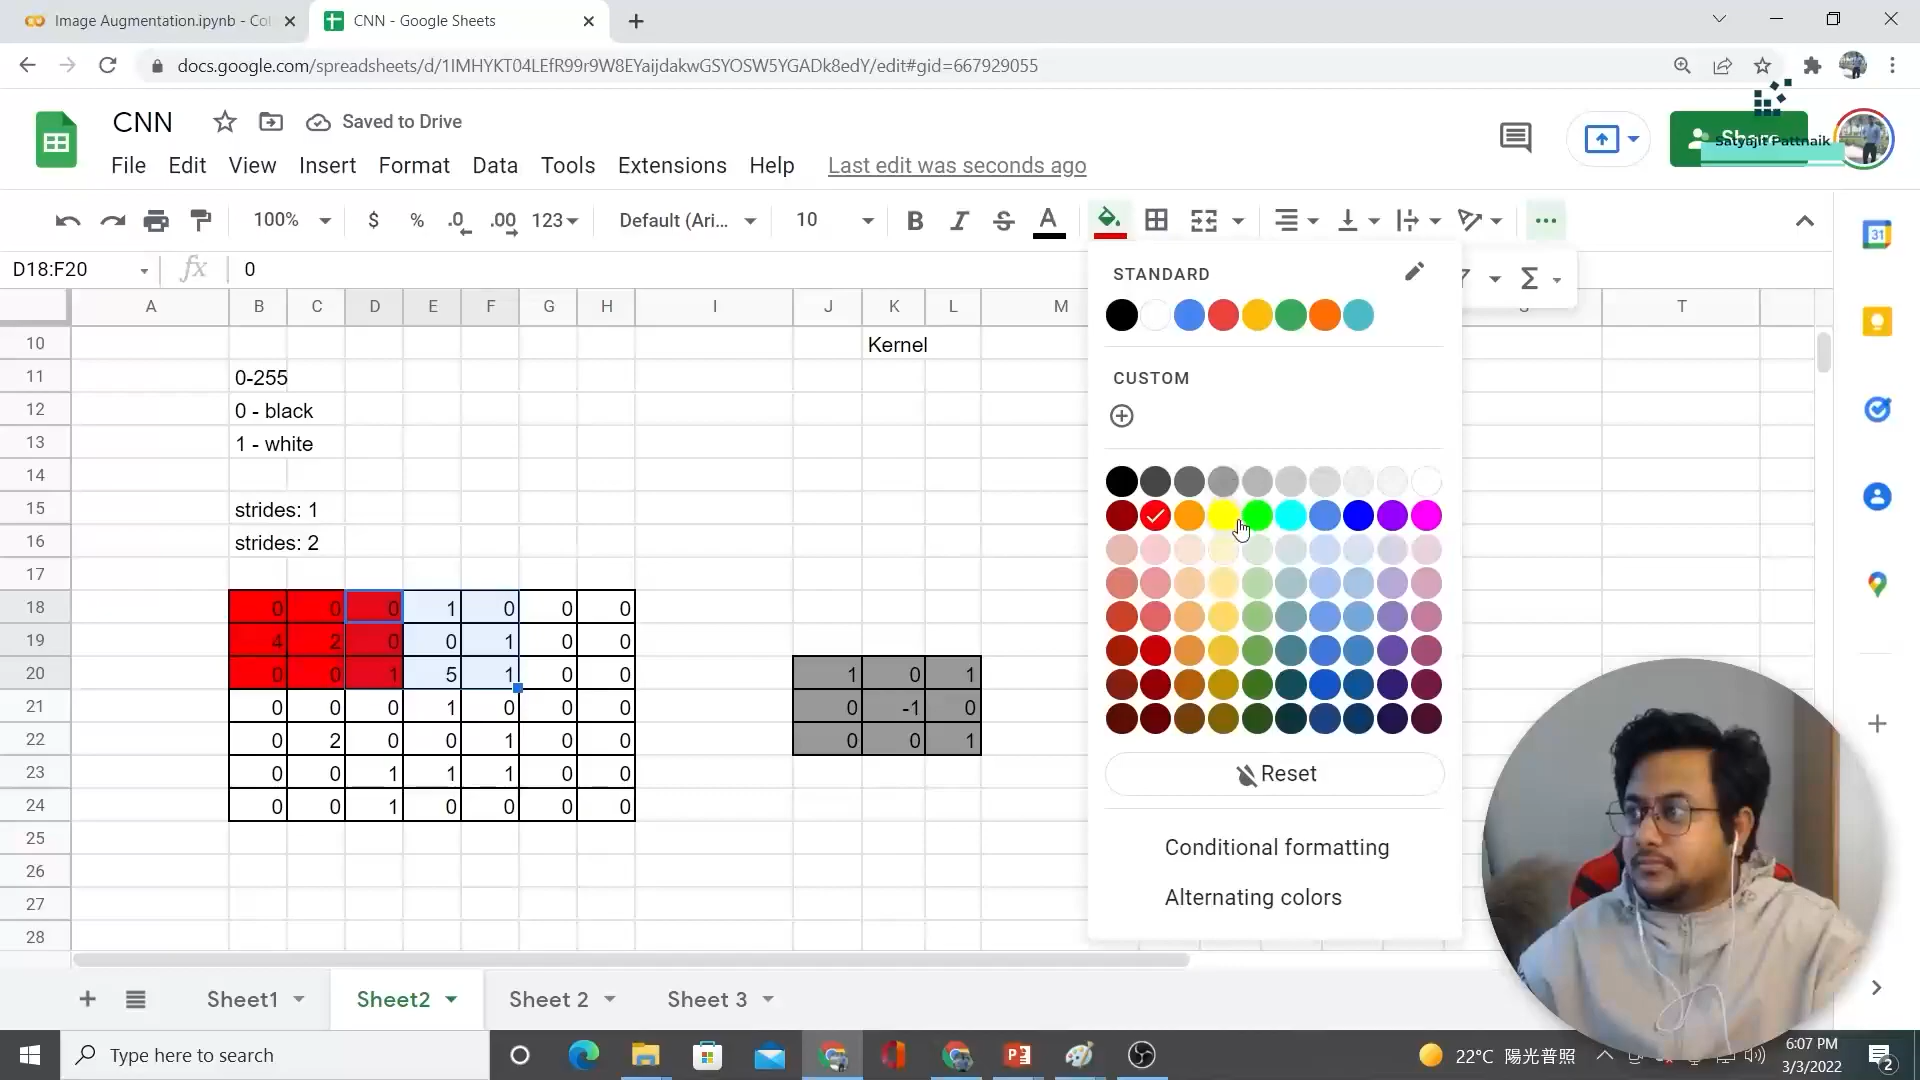 Image Augmentation.ipynb - Co
CNN - Google Sheets
docs.google.com/spreadsheets/d/1IMHYKT04LEfR99r9W8EYaijdakwGSYOSW5YGADk8edY/edit#gid=667929055
CNN
Saved to Drive
Share
Satyajit Pattnaik
File Edit View Insert Format Data Tools Extensions Help Last edit was seconds ago
100% $ % .0 .00 123 Default (Ari... 10 B I S A
31
D18:F20 fx 0
STANDARD
Σ
A B C D E F G H I J K L M T
10 Kernel
11 0-255
CUSTOM
12 0 - black
13 1 - white
14
15 strides: 1
16 strides: 2
17
18 0 0 0 1 0 0 0
19 4 2 0 0 1 0 0
20 0 0 1 5 1 0 0 1 0 1
21 0 0 0 1 0 0 0 0 -1 0
22 0 2 0 0 1 0 0 0 0 1
23 0 0 1 1 1 0 0
24 0 0 1 0 0 0 0
25
26
27
28
Reset
Conditional formatting
Alternating colors
Sheet1 Sheet2 Sheet 2 Sheet 3
Type here to search
22°C 陽光普照
6:07 PM
3/3/2022
2